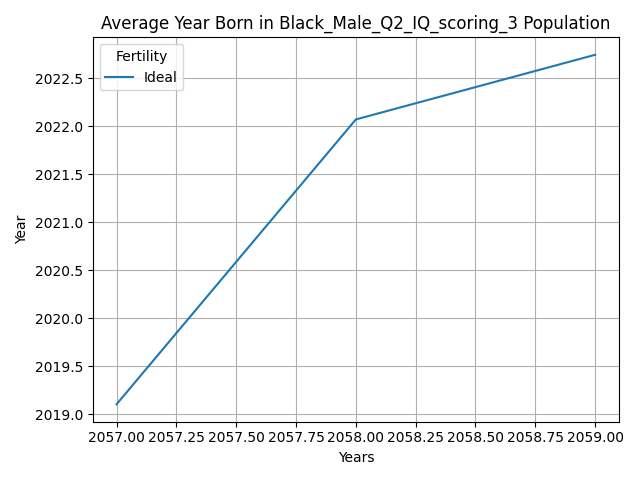 Average Year Born in Black_Male_Q2_IQ_scoring_3 Population
Fertility
Ideal
Year
2022.5
2022.0
2021.5
2021.0
2020.5
2020.0
2019.5
2019.0
2057.00 2057.25 2057.50 2057.75 2058.00 2058.25 2058.50 2058.75 2059.00
Years